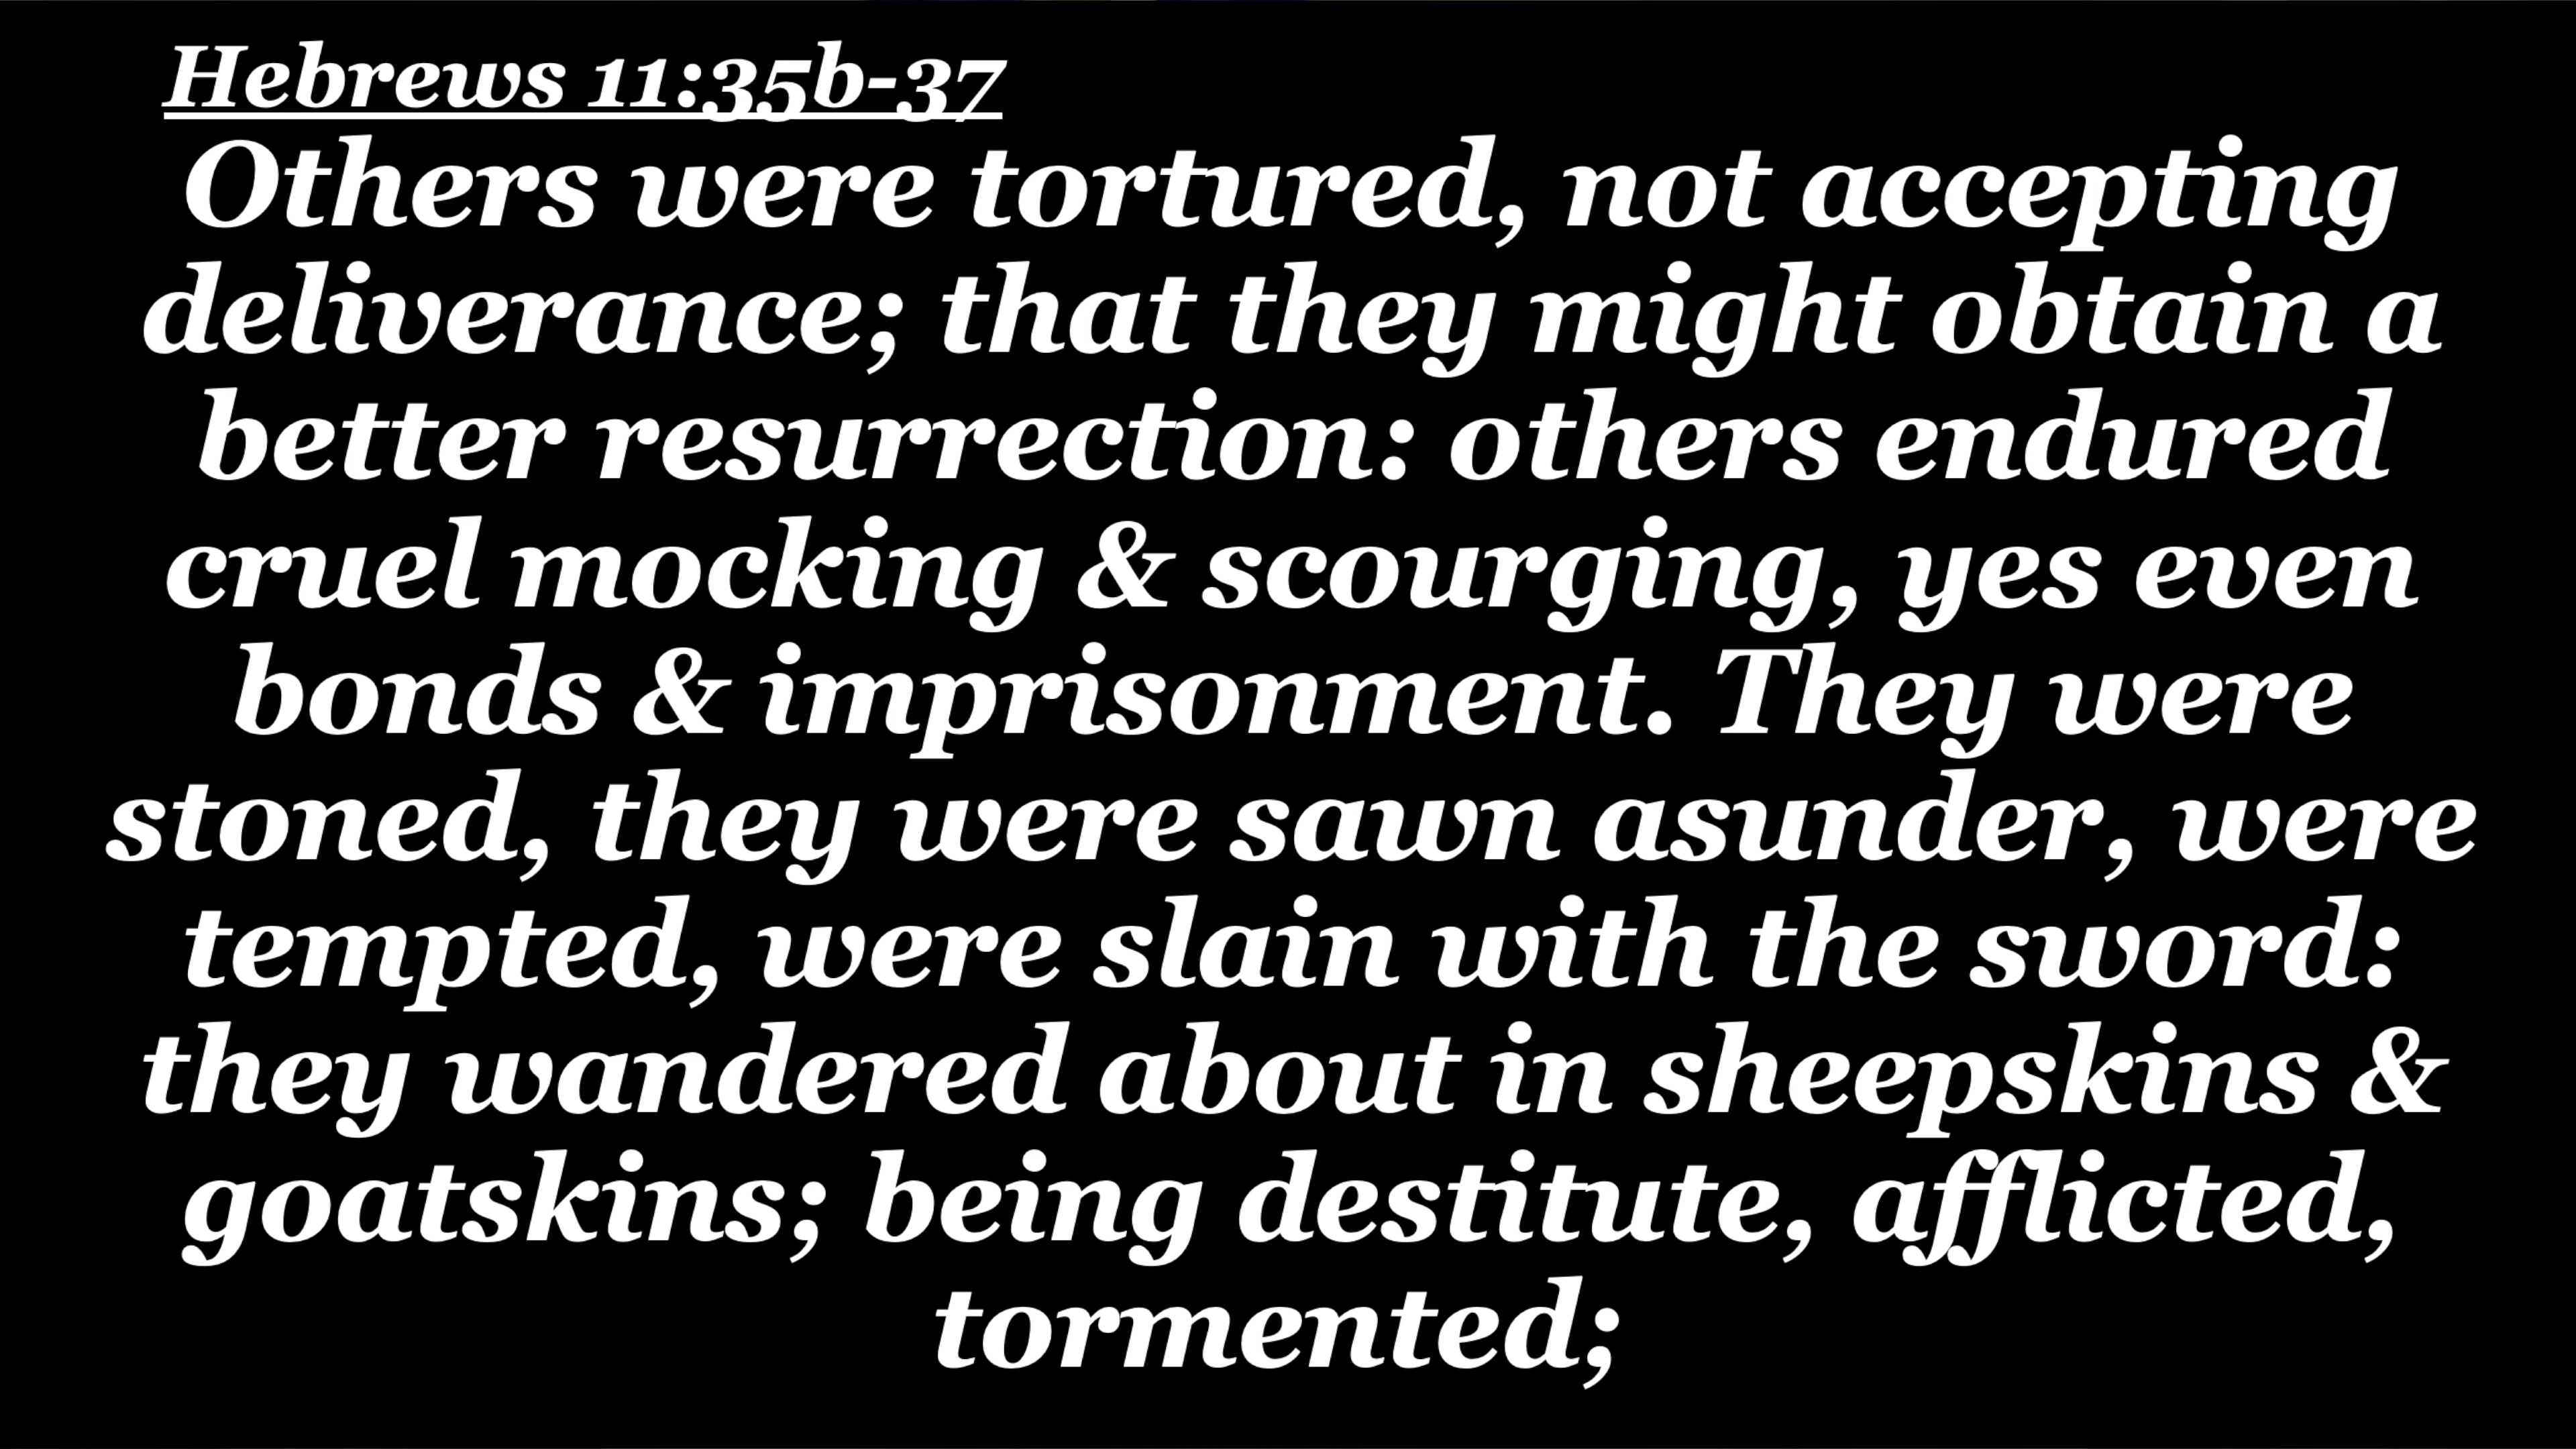 Hebrews 11:35b-37
Others were tortured, not accepting
deliverance; that they might obtain a
better resurrection: others endured
cruel mocking & scourging, yes even
bonds & imprisonment. They were
stoned, they were sawn asunder, were
tempted, were slain with the sword:
they wandered about in sheepskins &
goatskins; being destitute, afflicted,
tormented;